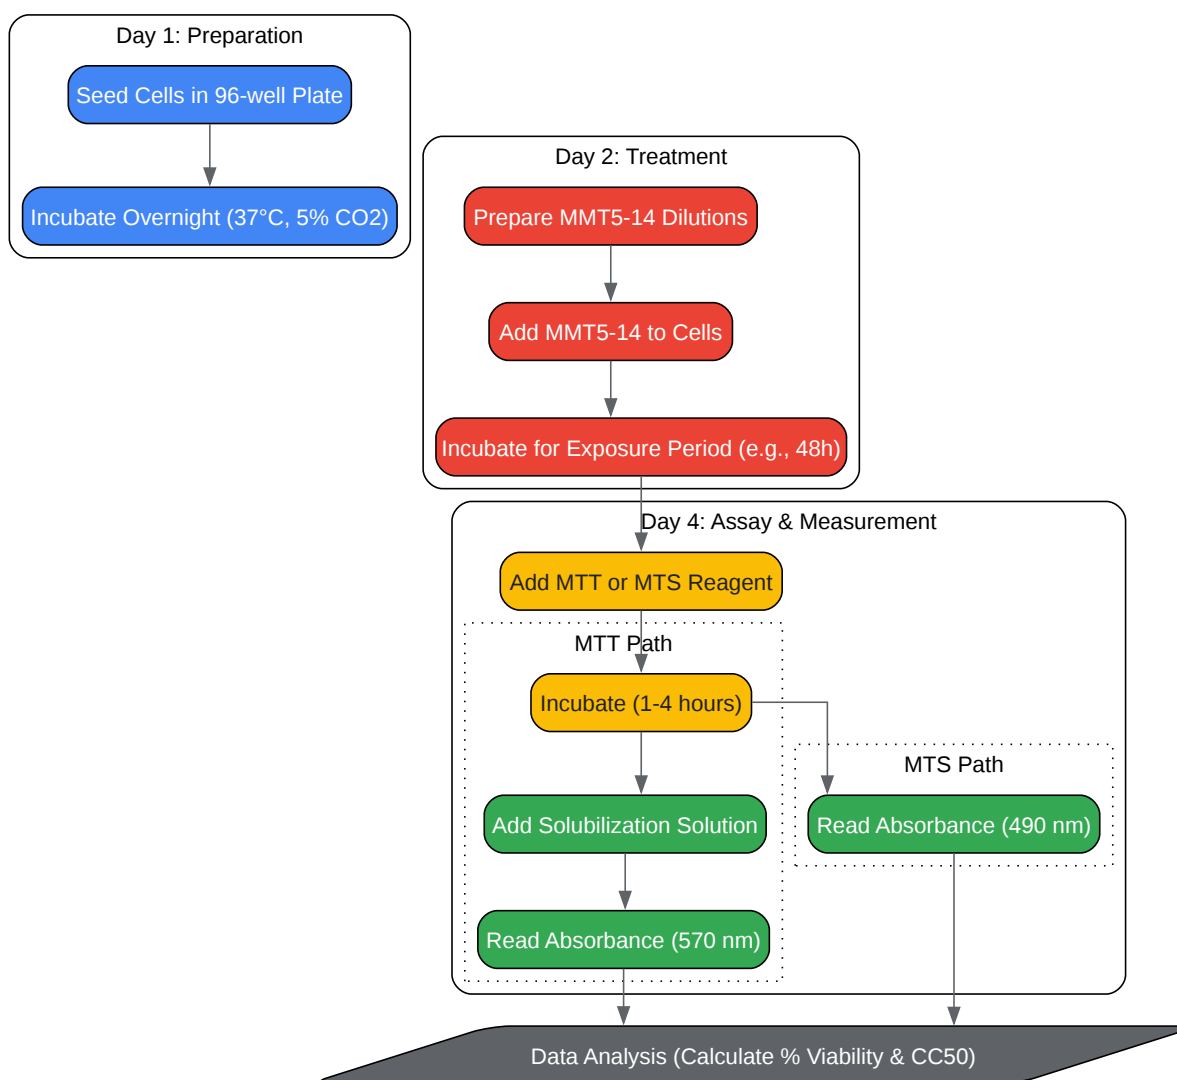 Day 1: Preparation
Seed Cells in 96-well Plate
Incubate Overnight (37°C, 5% CO2)
Day 2: Treatment
Prepare MMT5-14 Dilutions
Add MMT5-14 to Cells
Incubate for Exposure Period (e.g., 48h)
Day 4: Assay & Measurement
Add MTT or MTS Reagent
MTT Path
Incubate (1-4 hours)
Add Solubilization Solution
Read Absorbance (570 nm)
MTS Path
Read Absorbance (490 nm)
Data Analysis (Calculate % Viability & CC50)